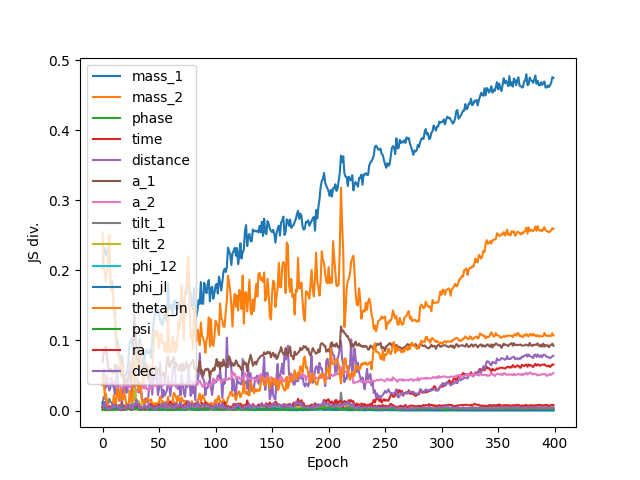 0.5
0.4
0.3
0.2
0.1
0.0
JS div.
mass_1
mass_2
phase
time
distance
a_1
a_2
tilt_1
tilt_2
phi_12
phi_jl
theta_jn
psi
ra
dec
0 50 100 150 200 250 300 350 400
Epoch